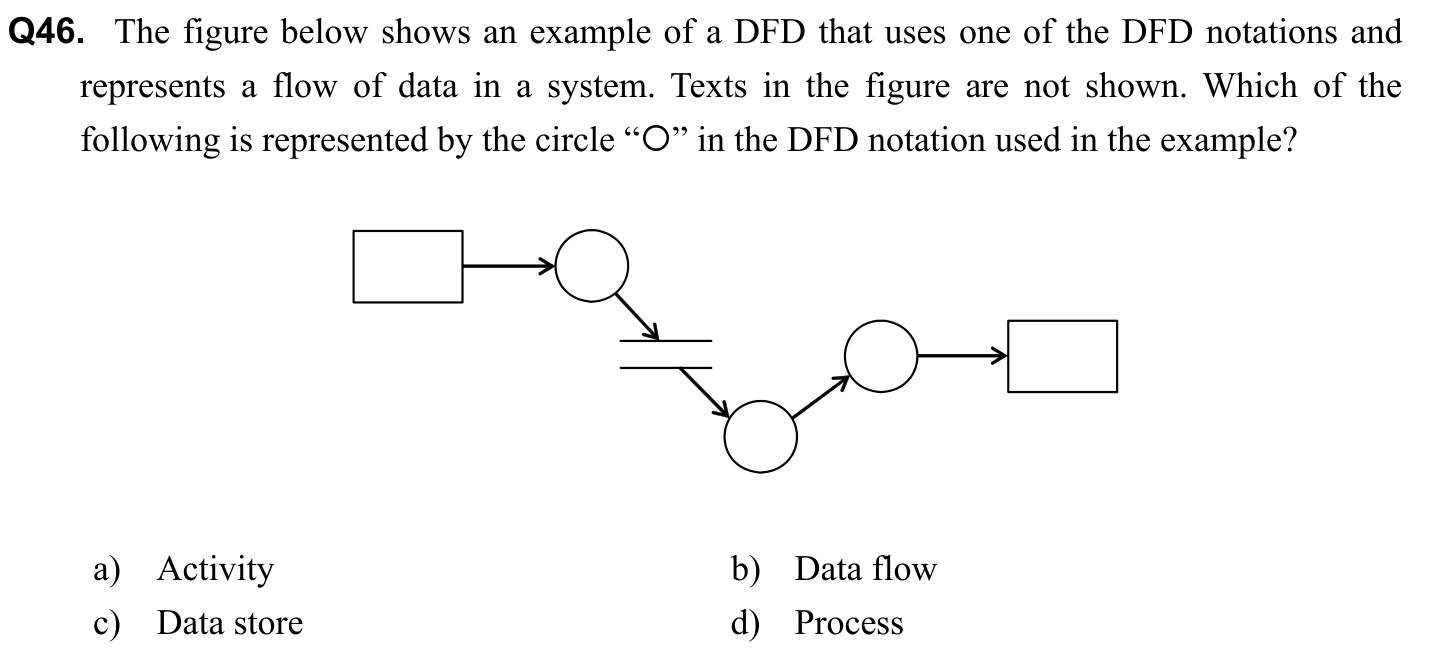 Q46. The figure below shows an example of a DFD that uses one of the DFD notations and
represents a flow of data in a system. Texts in the figure are not shown. Which of the
following is represented by the circle “○” in the DFD notation used in the example?
a) Activity b) Data flow
c) Data store d) Process